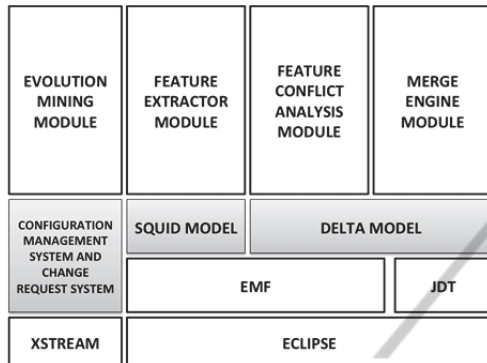 EVOLUTION
MINING
MODULE
FEATURE
EXTRACTOR
MODULE
FEATURE
CONFLICT
ANALYSIS
MODULE
MERGE
ENGINE
MODULE
CONFIGURATION
MANAGEMENT
SYSTEM AND
CHANGE
REQUEST SYSTEM
SQUID MODEL
DELTA MODEL
EMF
JDT
XSTREAM
ECLIPSE